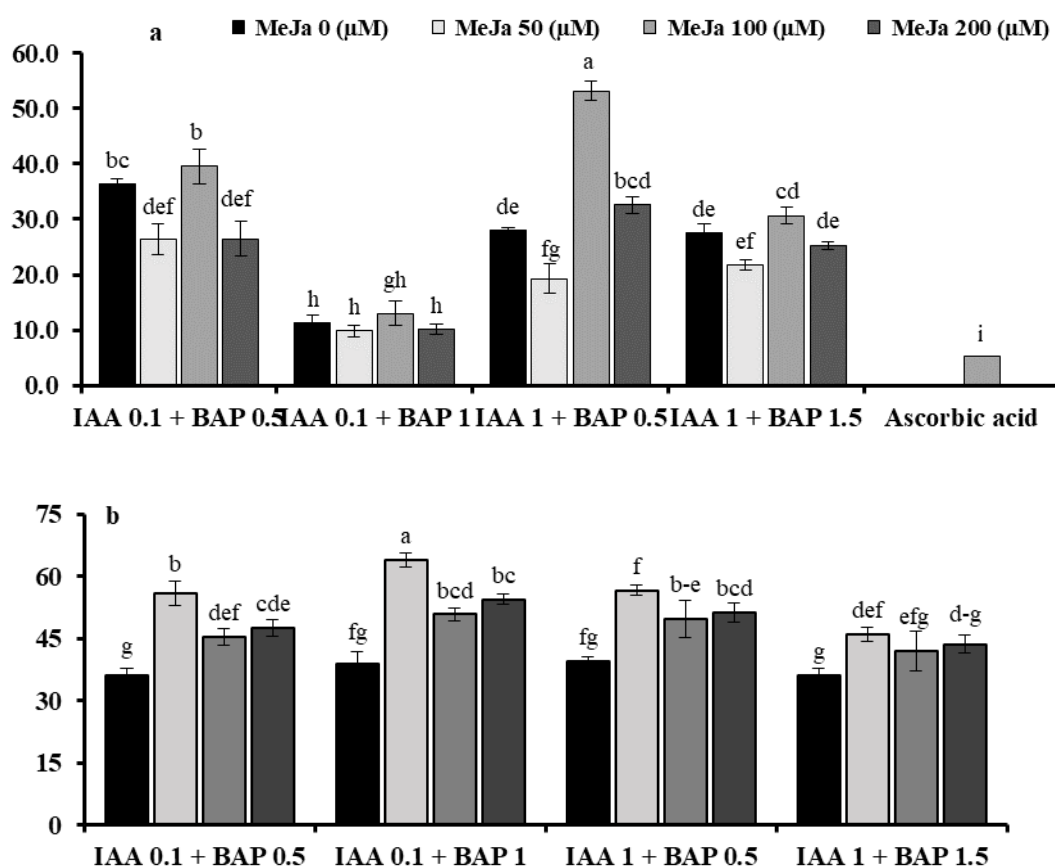 a
MeJa 0 (μM) MeJa 50 (μM) MeJa 100 (μM) MeJa 200 (μM)
60.0
50.0
40.0
30.0
20.0
10.0
0.0
bc def b def
h h gh h
de fg a bcd
de ef cd de
i
IAA 0.1 + BAP 0.5 IAA 0.1 + BAP 1 IAA 1 + BAP 0.5 IAA 1 + BAP 1.5 Ascorbic acid
b
75
60
45
30
15
0
g b def cde
fg a bcd bc
fg f b-e bcd
g def efg d-g
IAA 0.1 + BAP 0.5 IAA 0.1 + BAP 1 IAA 1 + BAP 0.5 IAA 1 + BAP 1.5